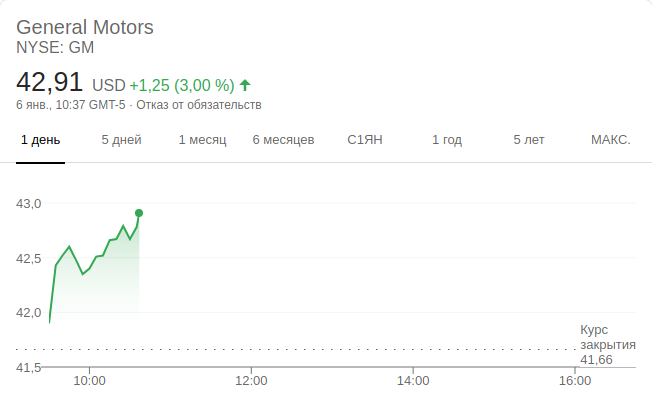 General Motors
NYSE: GM
42,91 USD +1,25 (3,00 %)
6 янв., 10:37 GMT-5 · Отказ от обязательств
1 день 5 дней 1 месяц 6 месяцев С1ЯН 1 год 5 лет МАКС.
43,0
42,5
42,0
Курс
закрытия
41,66
41,5
10:00 12:00 14:00 16:00